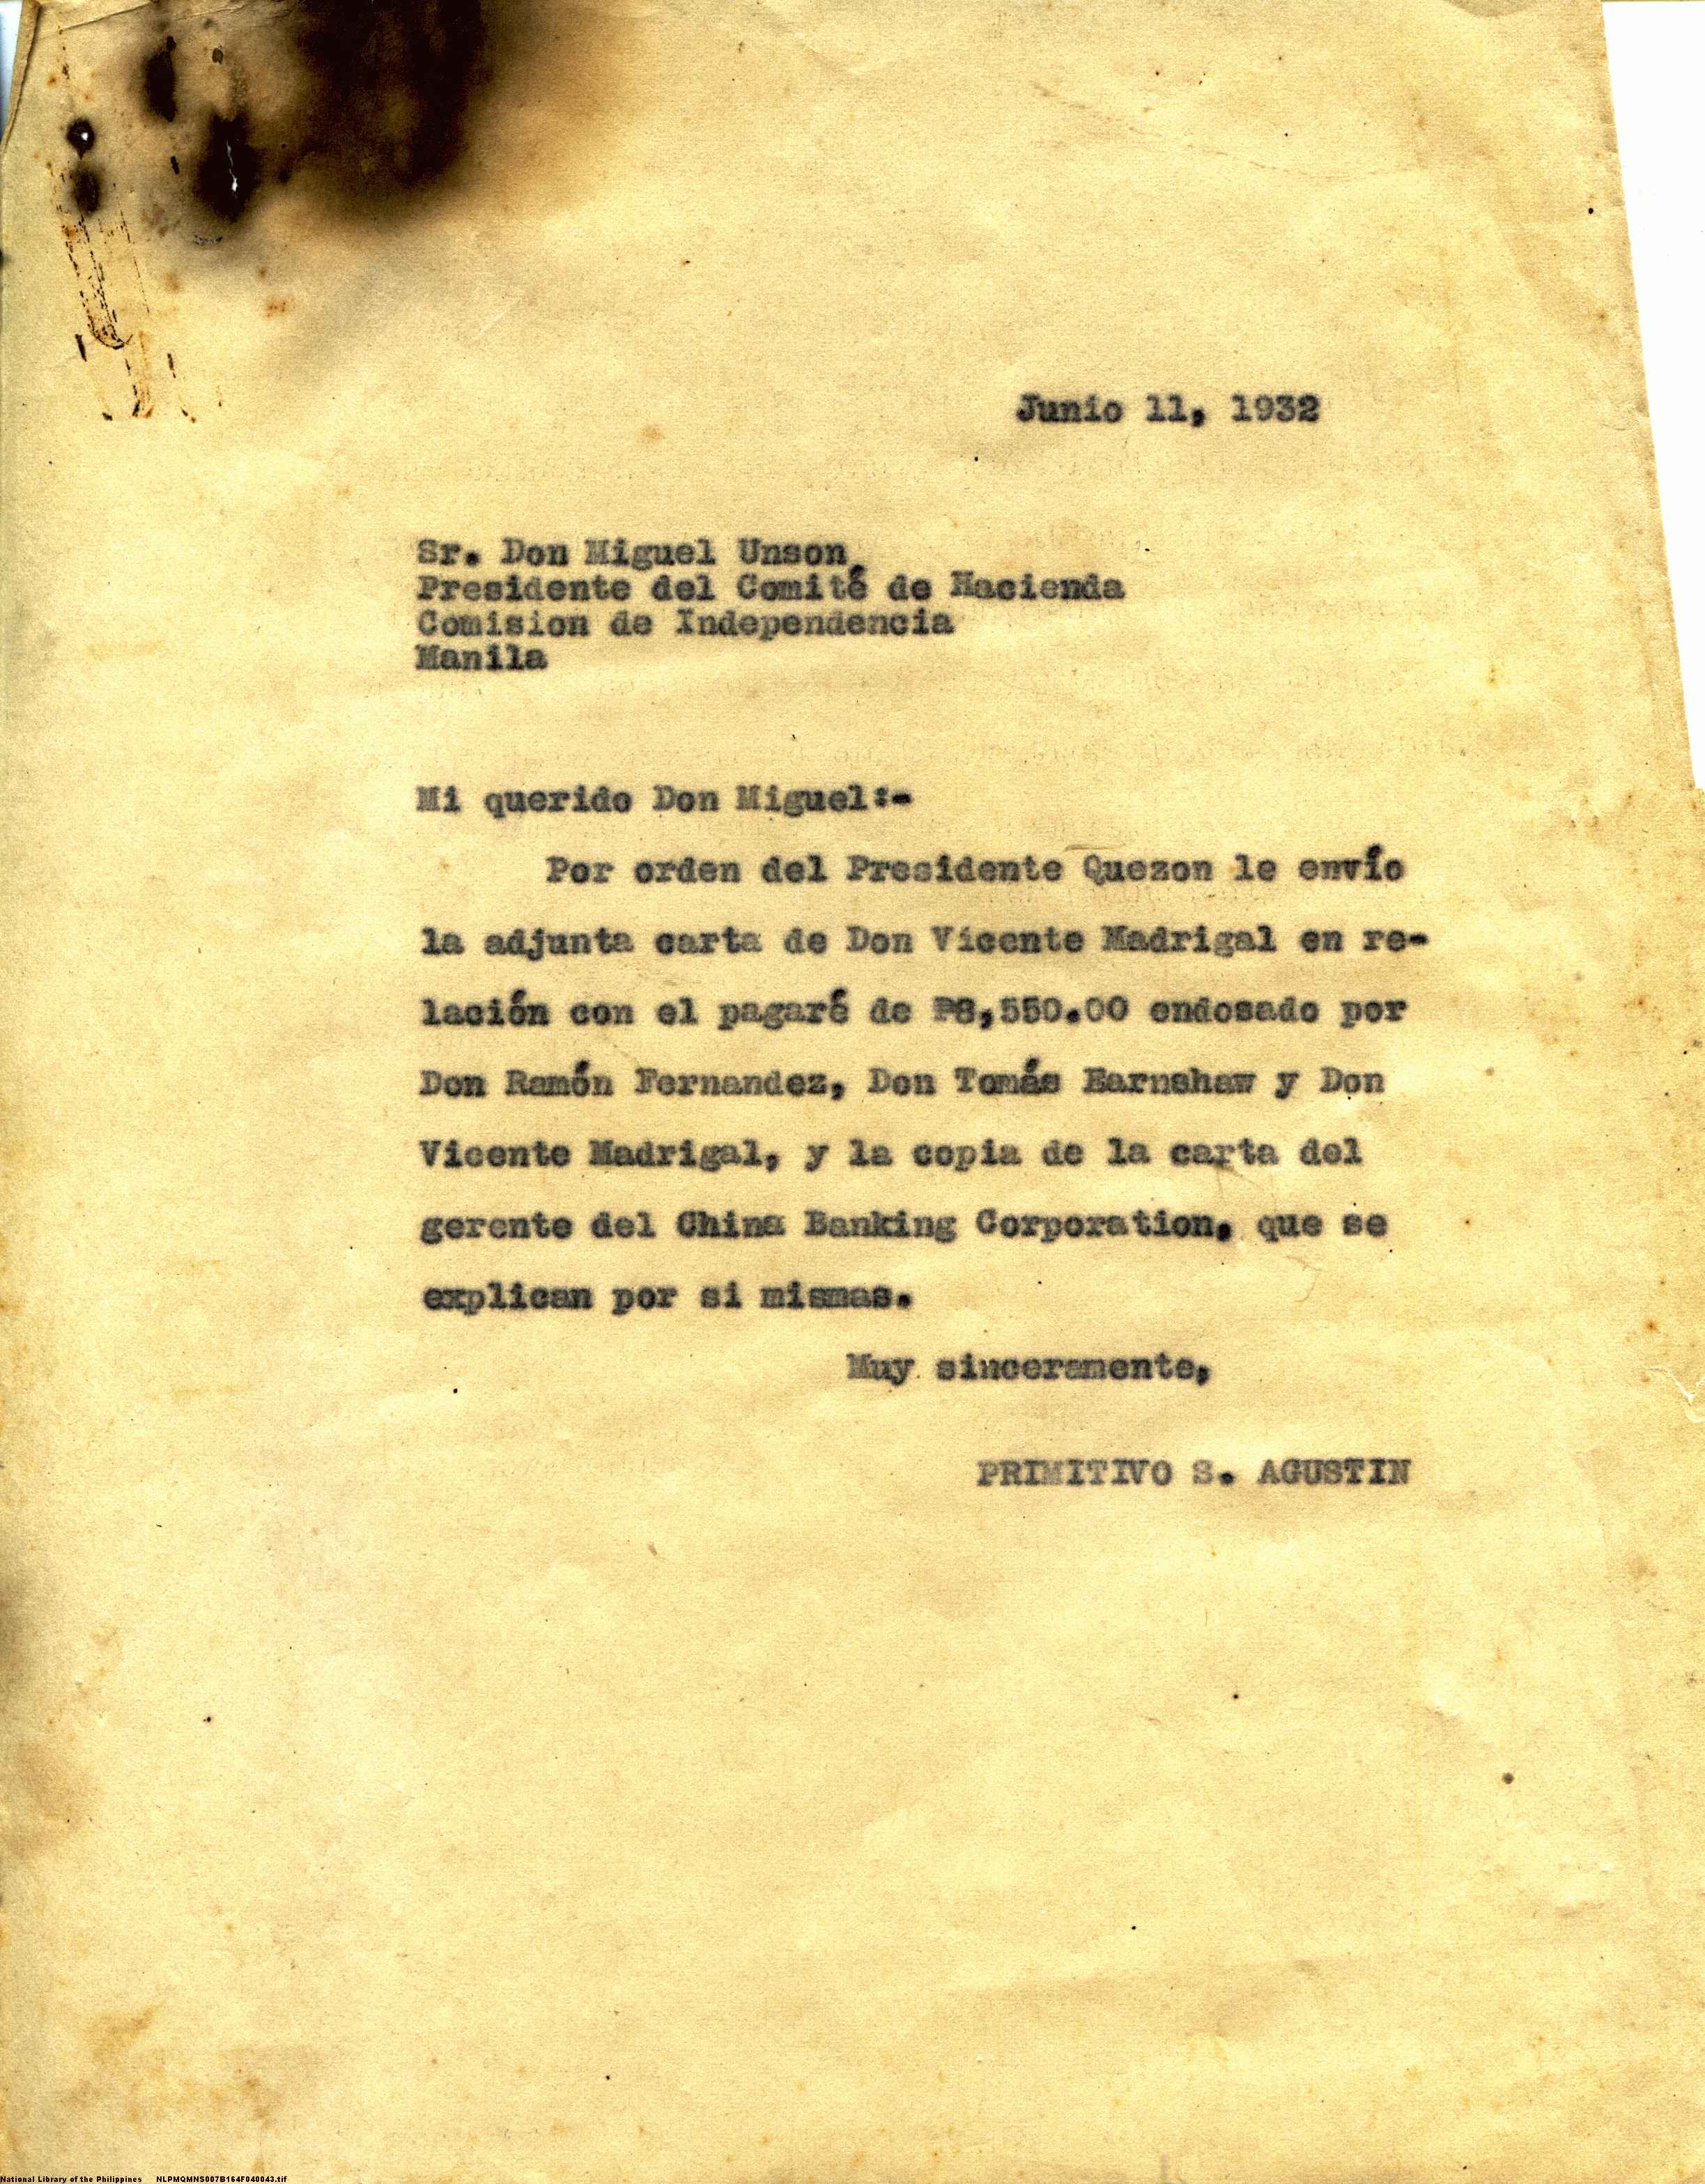 Junio 11, 1932
Sr. Don Miguel Unson
Presidente del Comité de Hacienda
Comision de Independencia
Manila
Mi querido Don Miguel:-
Por orden del Presidente Quezon le envío
la adjunta carta de Don Vicente Madrigal en re-
lación con el pagaré de ₱8,550.00 endosado por
Don Ramón Fernandez, Don Tomás Earnshaw y Don
Vicente Madrigal, y la copia de la carta del
gerente del China Banking Corporation, que se
explican por si mismas.
Muy sinceramente,
PRIMITIVO S. AGUSTIN
National Library of the Philippines NLPMQMNS007B164F040043.tif